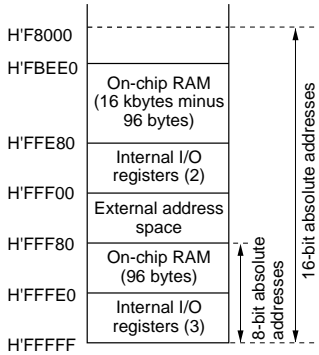 H'F8000
H'FBEE0
On-chip RAM
(16 kbytes minus
96 bytes)
H'FFE80
Internal I/O
registers (2)
H'FFF00
External address
space
H'FFF80
On-chip RAM
(96 bytes)
H'FFFE0
Internal I/O
registers (3)
H'FFFFF
8-bit absolute
addresses
16-bit absolute addresses